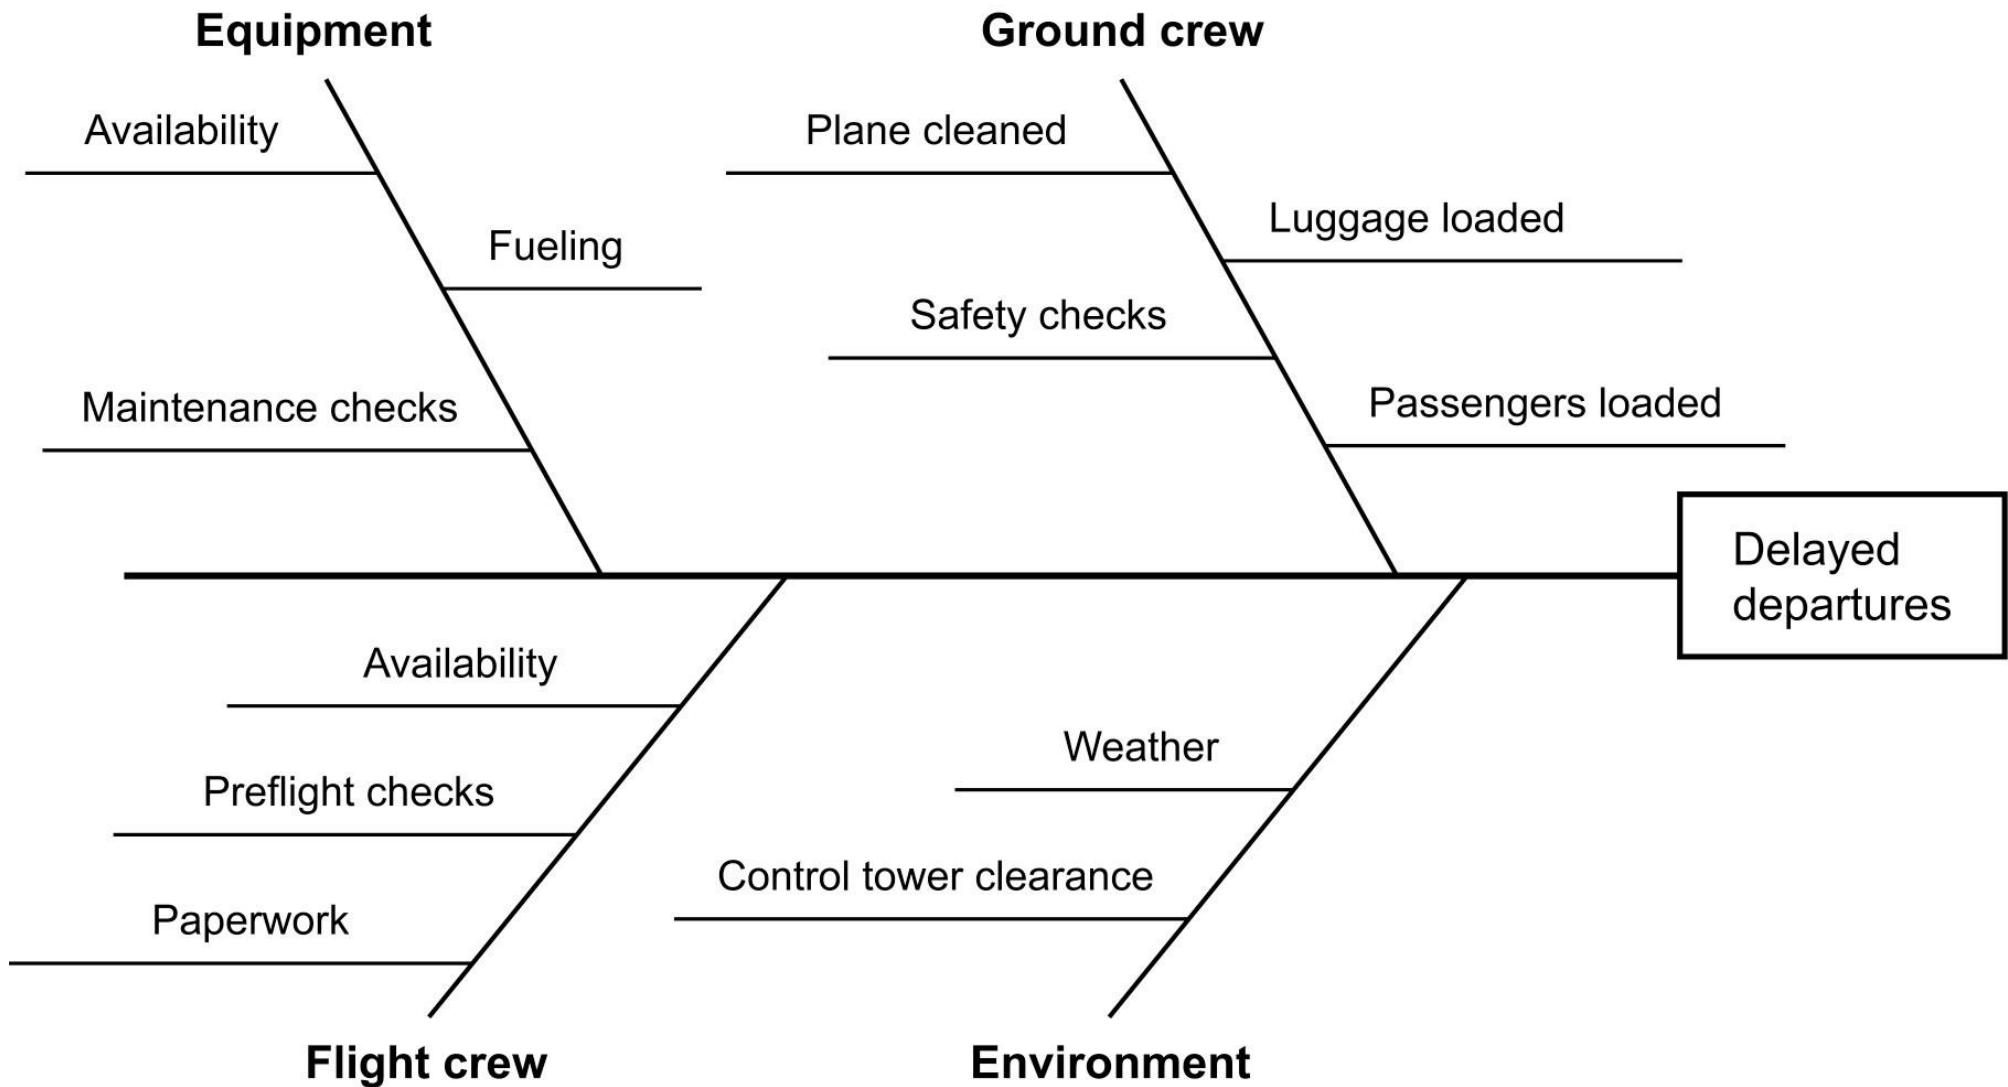 Equipment
Ground crew
Availability
Plane cleaned
Luggage loaded
Fueling
Safety checks
Maintenance checks
Passengers loaded
Delayed
departures
Availability
Weather
Preflight checks
Control tower clearance
Paperwork
Flight crew
Environment